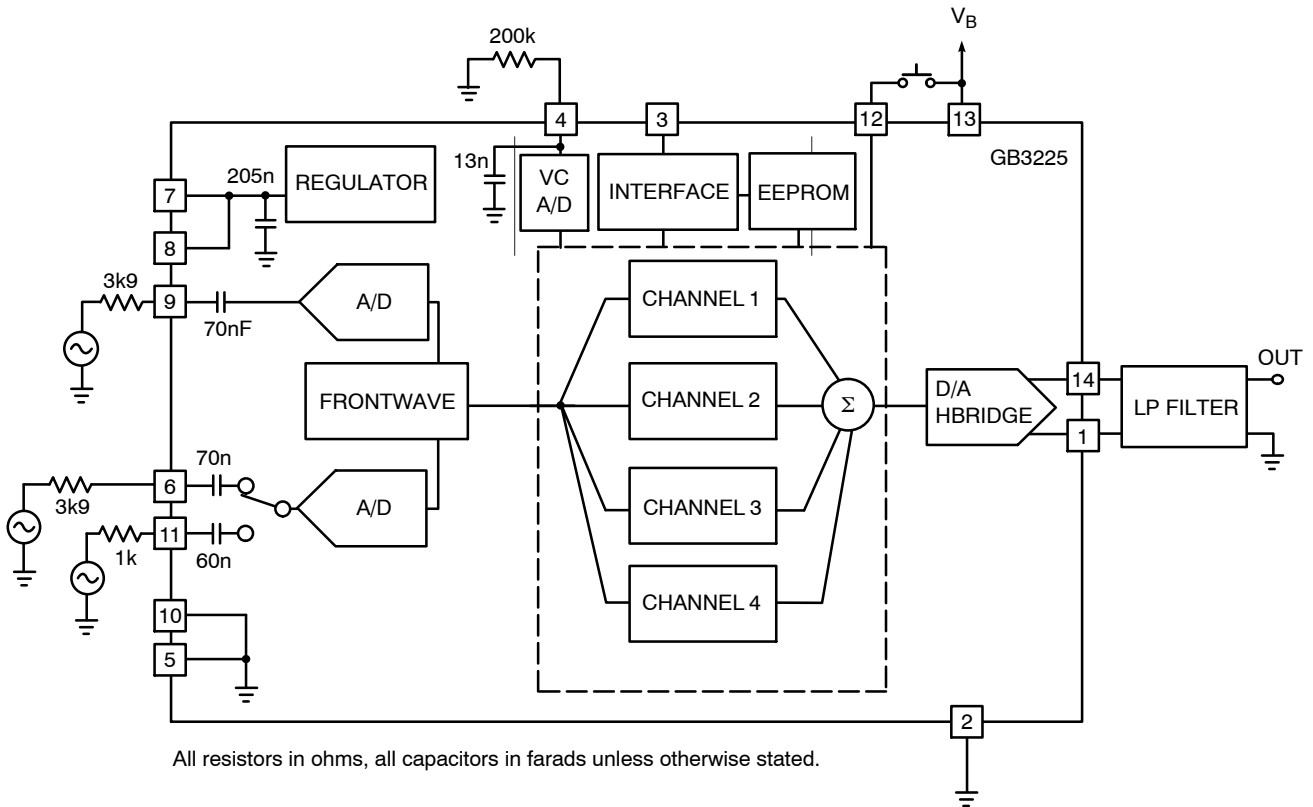 V_B
200k
4
3
12
13
GB3225
13n
VC
A/D
INTERFACE
EEPROM
7
205n
REGULATOR
8
3k9
9
70nF
A/D
CHANNEL 1
FRONTWAVE
CHANNEL 2
Σ
D/A
HBRIDGE
14
1
LP FILTER
OUT
6
70n
3k9
A/D
CHANNEL 3
11
1k
60n
10
CHANNEL 4
5
2
All resistors in ohms, all capacitors in farads unless otherwise stated.